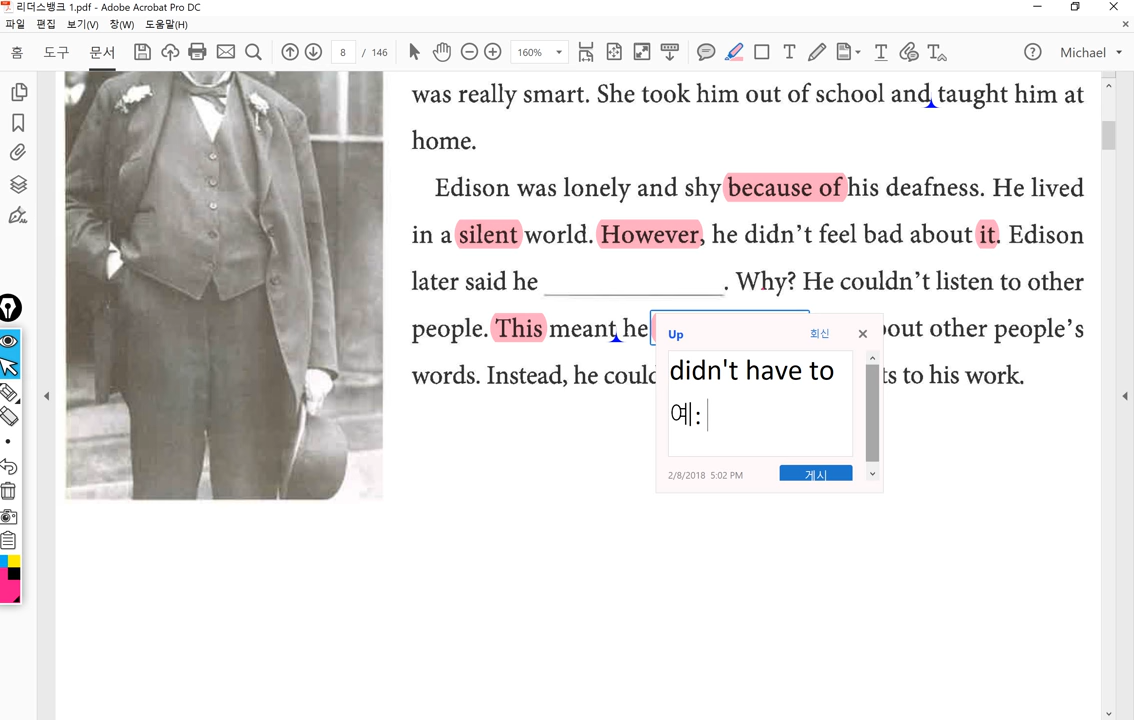 리더스뱅크 1.pdf - Adobe Acrobat Pro DC
파일 편집 보기(V) 창(W) 도움말(H)
홈 도구 문서 8 / 146 160% Michael
was really smart. She took him out of school and taught him at
home.
Edison was lonely and shy because of his deafness. He lived
in a silent world. However, he didn't feel bad about it. Edison
later said he ____________. Why? He couldn't listen to other
people. This meant he out other people's
words. Instead, he could ts to his work.
Up 회신
didn't have to
예:
2/8/2018 5:02 PM 게시